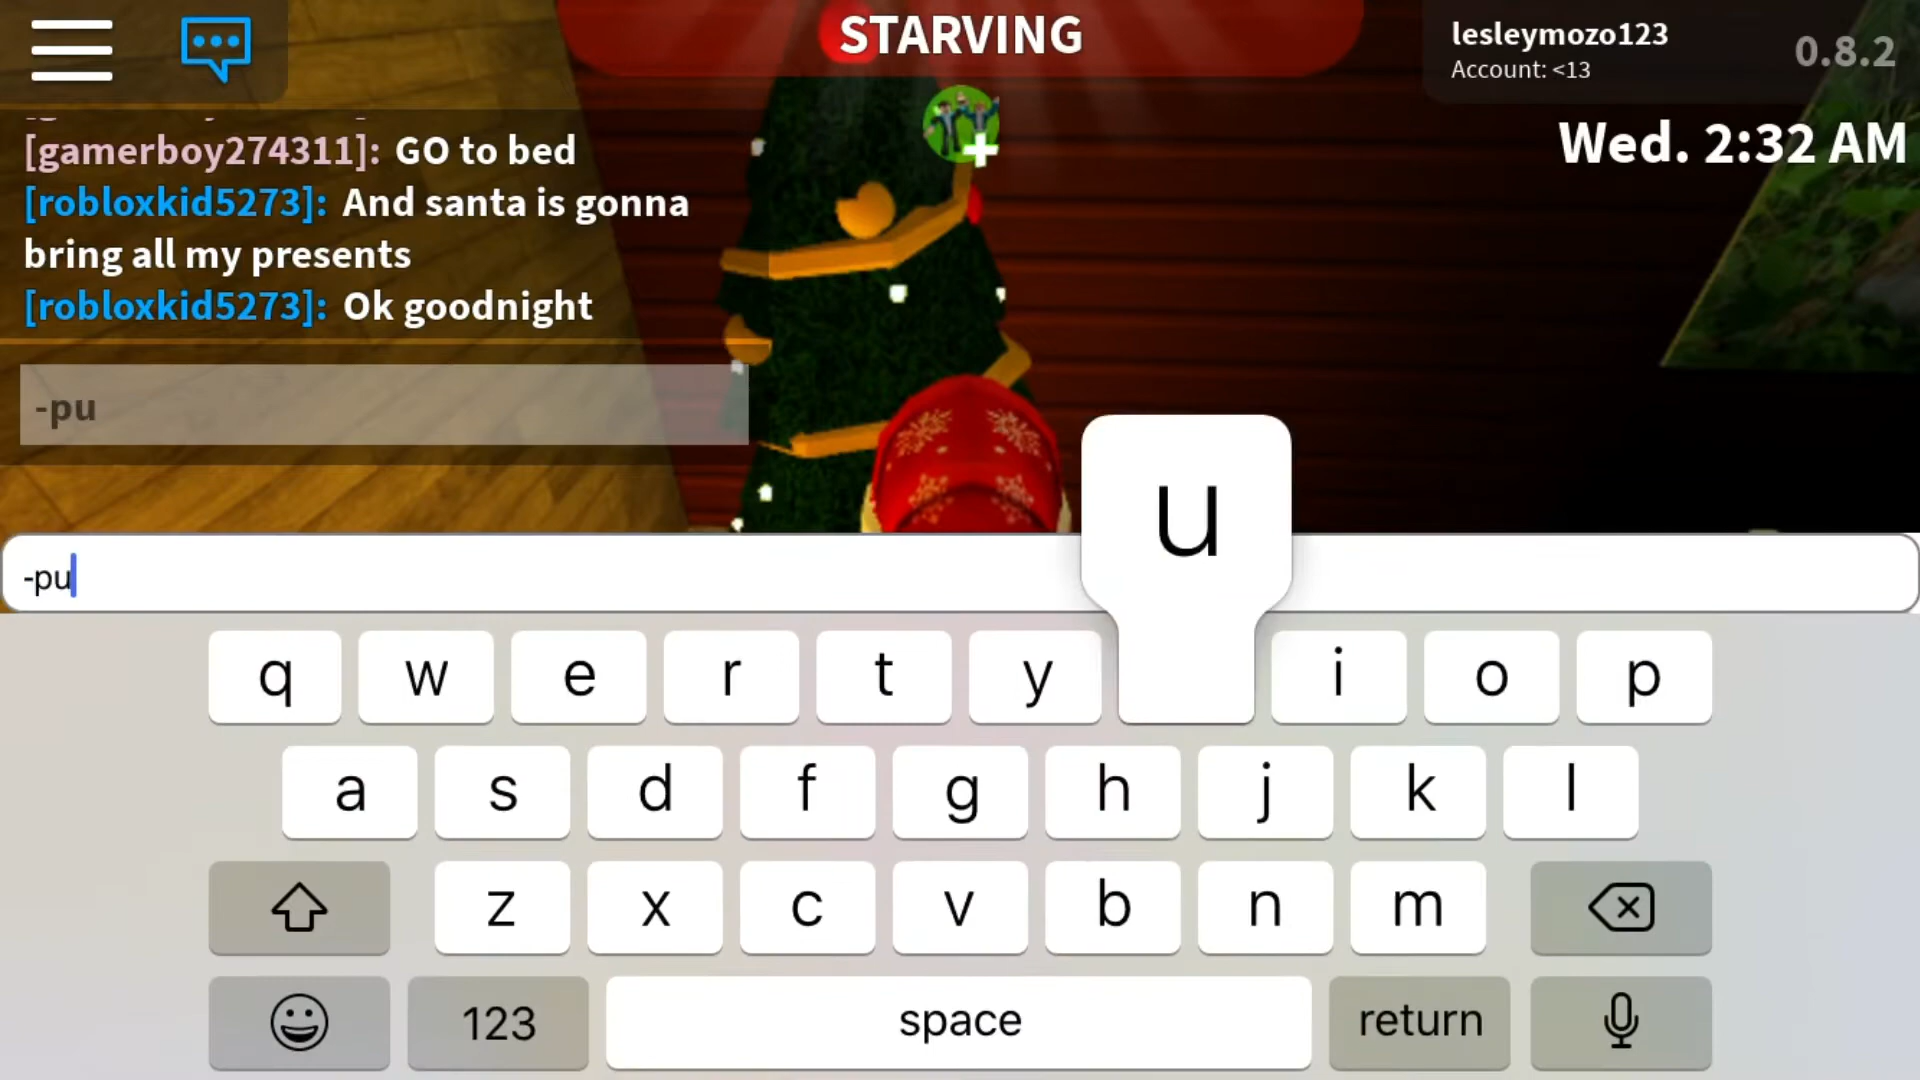 STARVING
lesleymozo123
Account: <13
0.8.2
Wed. 2:32 AM
[gamerboy274311]: GO to bed
[robloxkid5273]: And santa is gonna
bring all my presents
[robloxkid5273]: Ok goodnight
-pu
-pu
u
q w e r t y i o p
a s d f g h j k l
z x c v b n m
123 space return